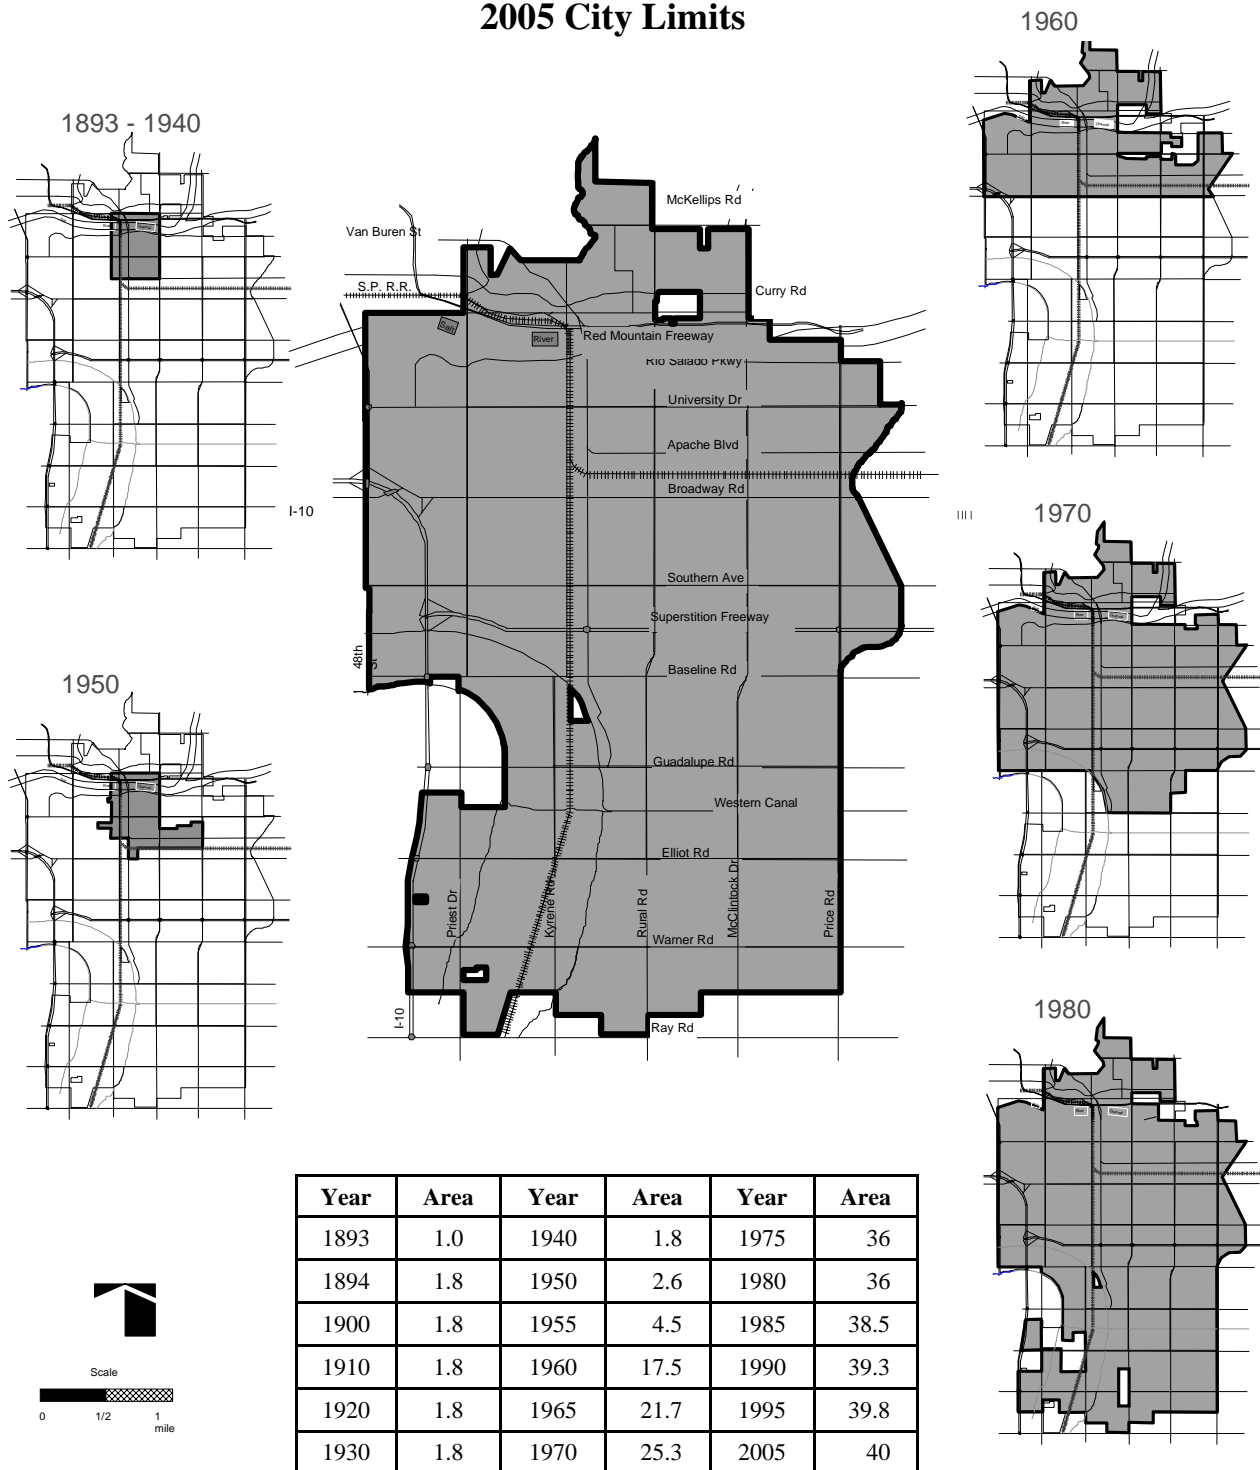 2005 City Limits
1960
1893 - 1940
McKellips Rd
Van Buren St
S.P. R.R.
Curry Rd
Salt
River
Red Mountain Freeway
Rio Salado Pkwy
University Dr
Apache Blvd
Broadway Rd
I-10
1970
Southern Ave
Superstition Freeway
48th
St
Baseline Rd
1950
Guadalupe Rd
Western Canal
Elliot Rd
Priest Dr
Kyrene Rd
Rural Rd
McClintock Dr
Price Rd
Warner Rd
I-10
Ray Rd
1980
Year Area Year Area Year Area
1893 1.0 1940 1.8 1975 36
1894 1.8 1950 2.6 1980 36
1900 1.8 1955 4.5 1985 38.5
1910 1.8 1960 17.5 1990 39.3
1920 1.8 1965 21.7 1995 39.8
1930 1.8 1970 25.3 2005 40
Scale
0 1/2 1
mile